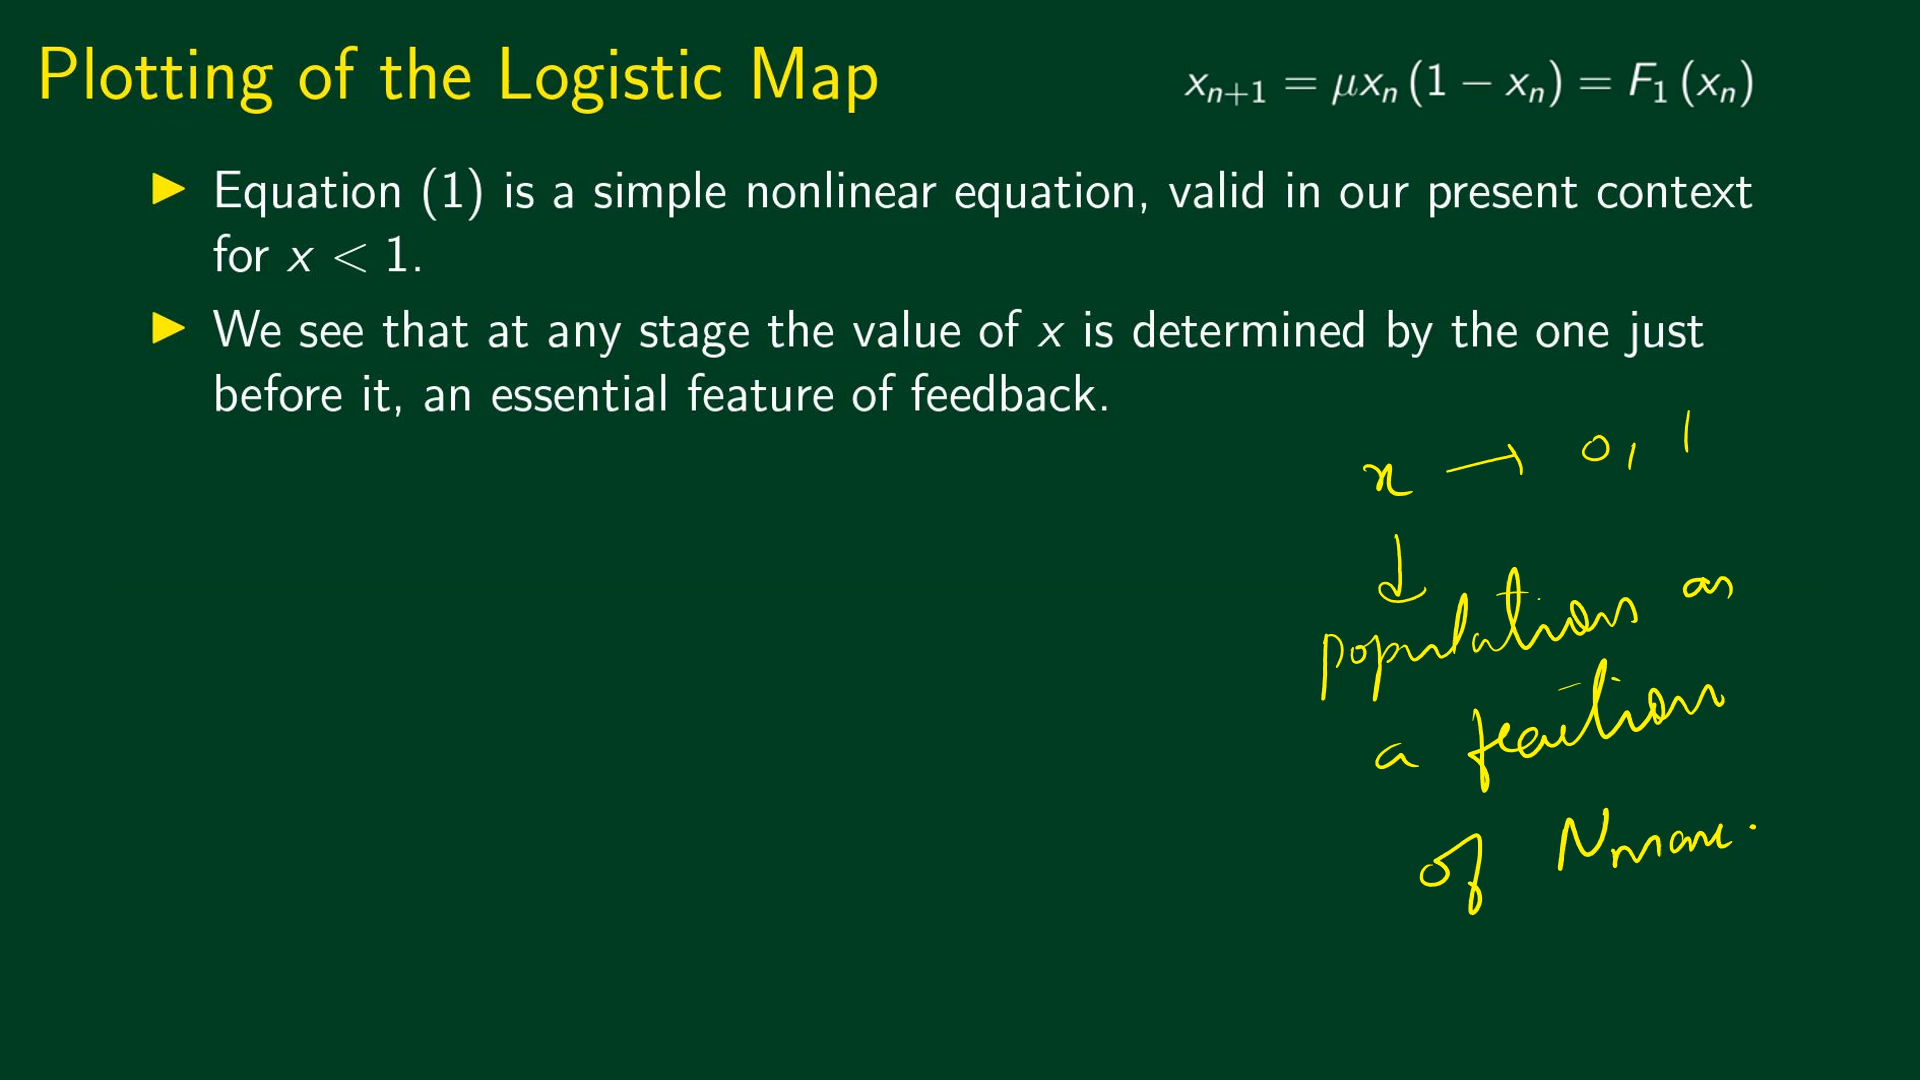 Plotting of the Logistic Map
xₙ₊₁ = μxₙ (1 − xₙ) = F₁ (xₙ)
▶ Equation (1) is a simple nonlinear equation, valid in our present context
for x < 1.
▶ We see that at any stage the value of x is determined by the one just
before it, an essential feature of feedback.
x → 0, 1
↓
population as
a fraction
of Nmax.